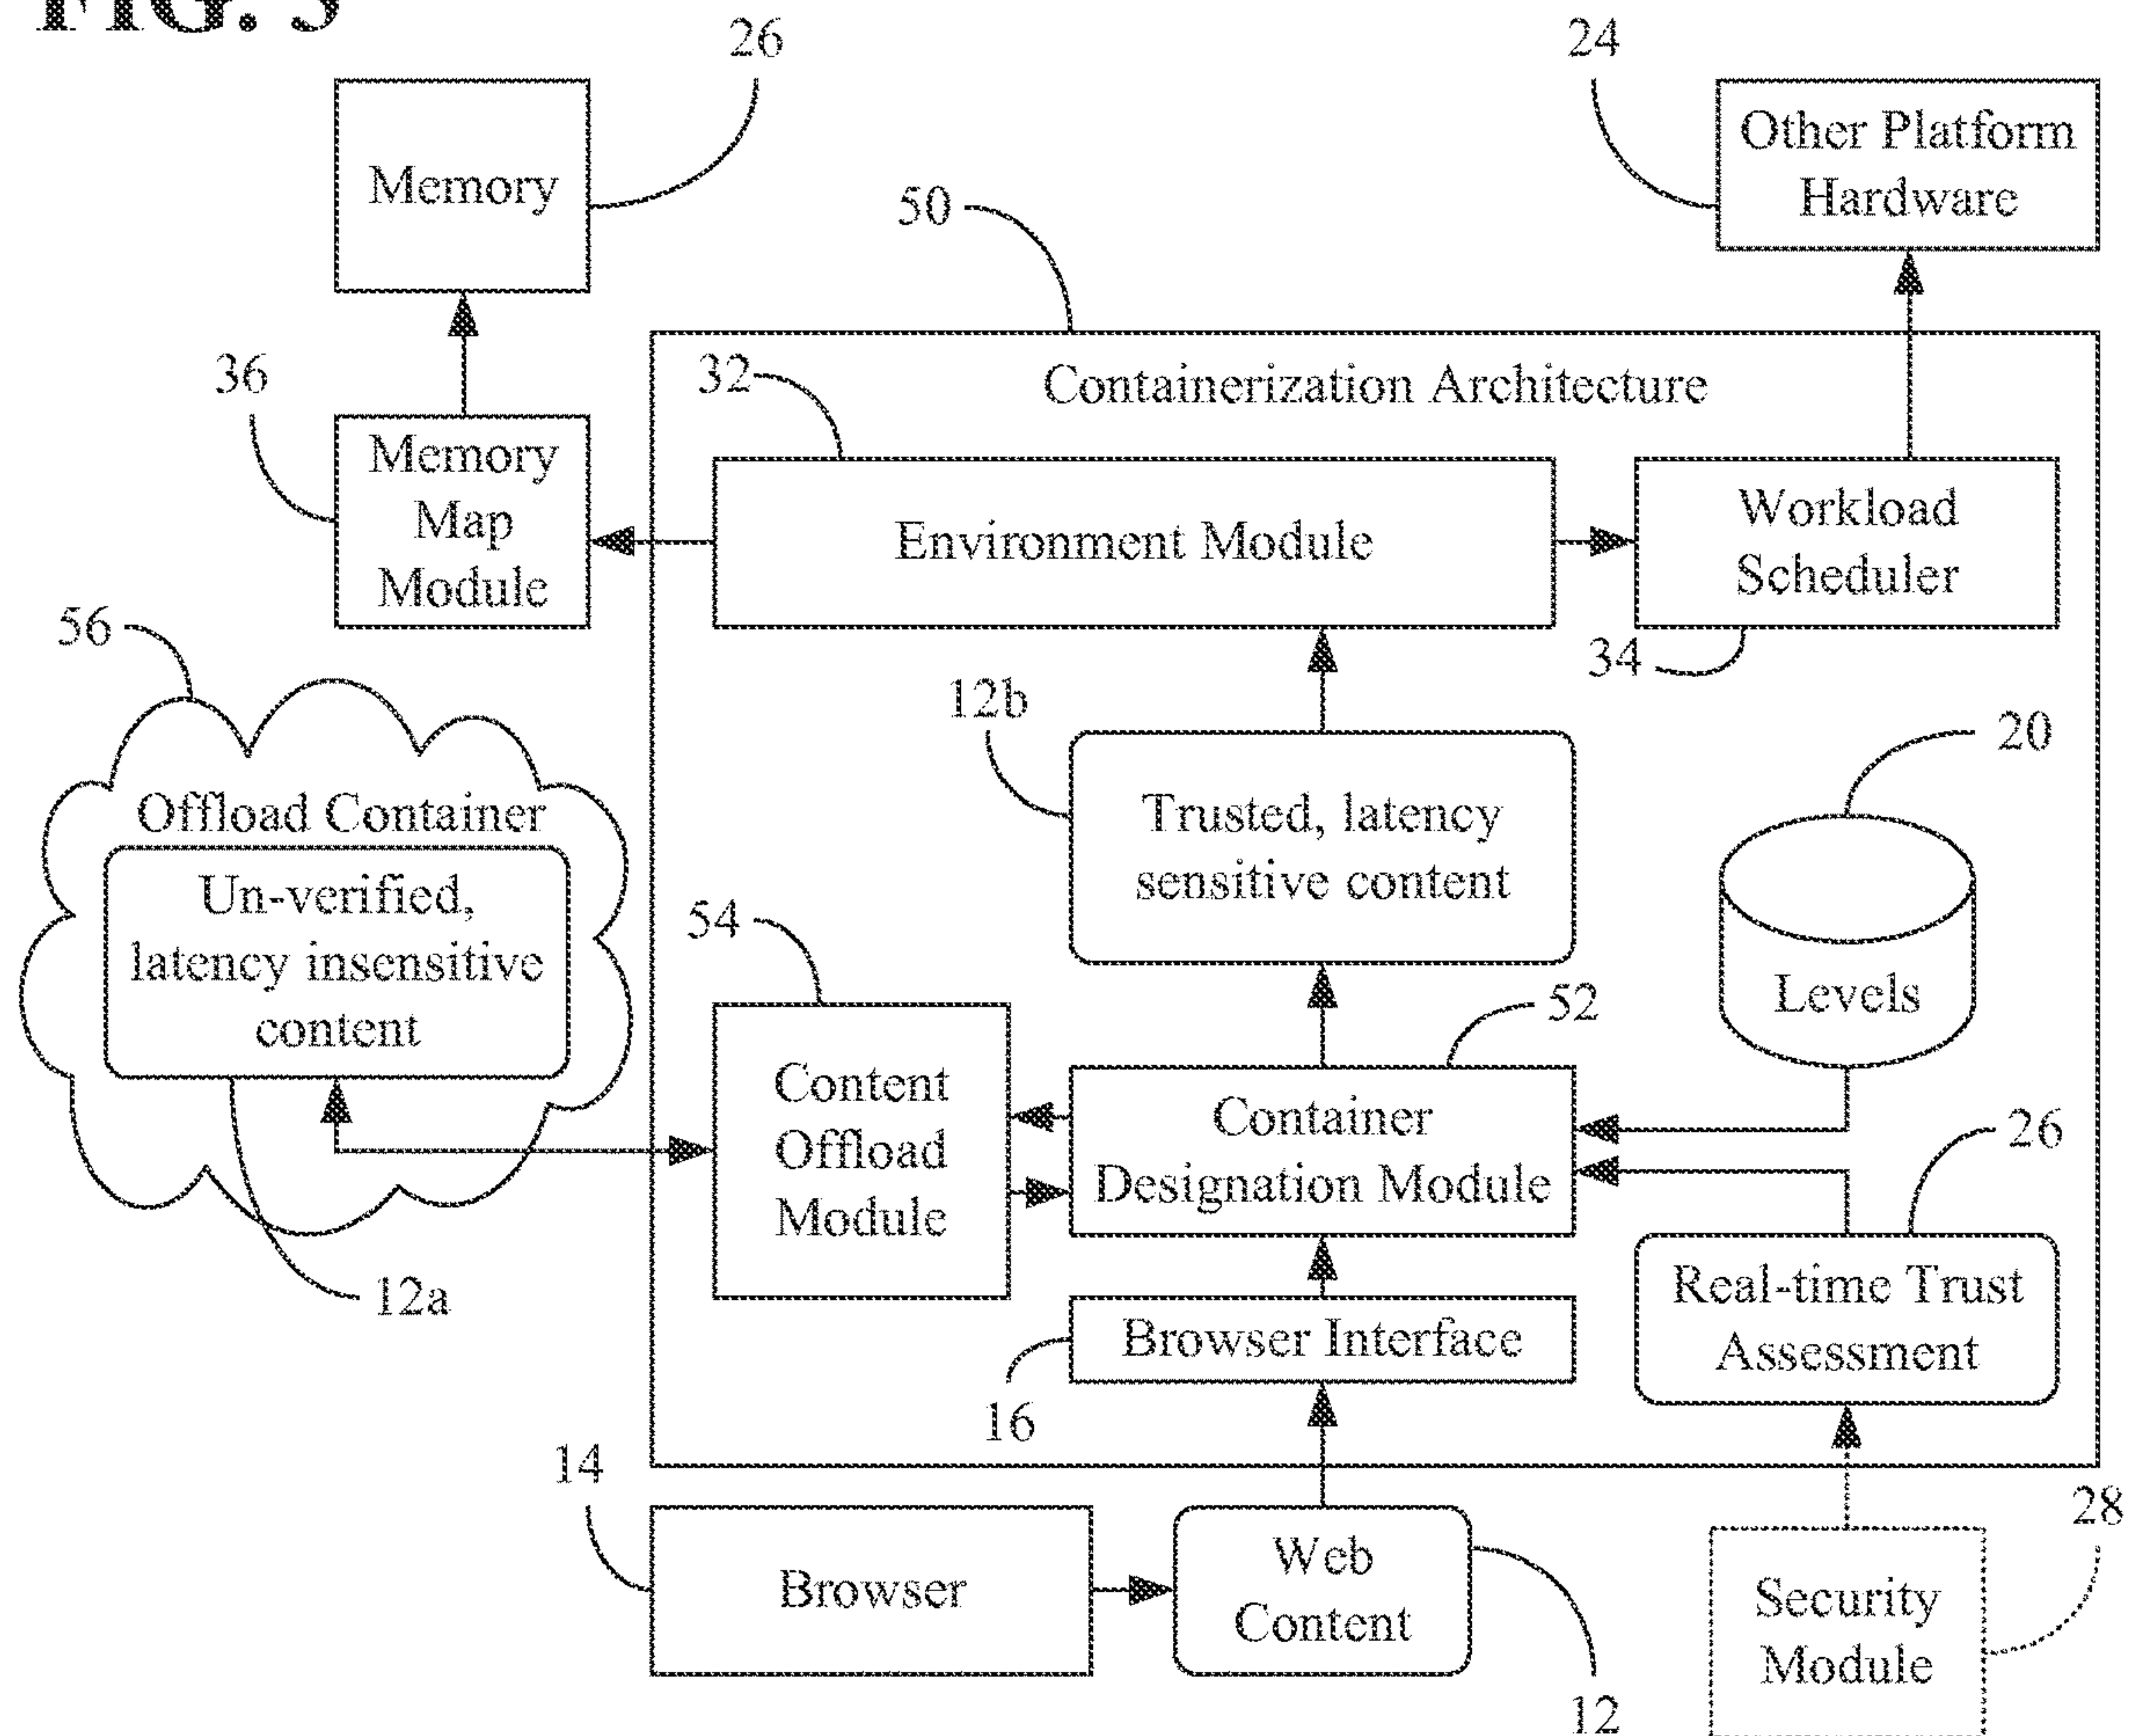 FIG. 3
26
24
Memory
Other Platform
Hardware
50
36
32
Containerization Architecture
Memory
Map
Module
Environment Module
Workload
Scheduler
34
56
12b
20
Offload Container
Un-verified,
latency insensitive
content
Trusted, latency
sensitive content
Levels
54
52
Content
Offload
Module
Container
Designation Module
26
12a
Real-time Trust
Assessment
Browser Interface
16
14
28
Browser
Web
Content
Security
Module
12